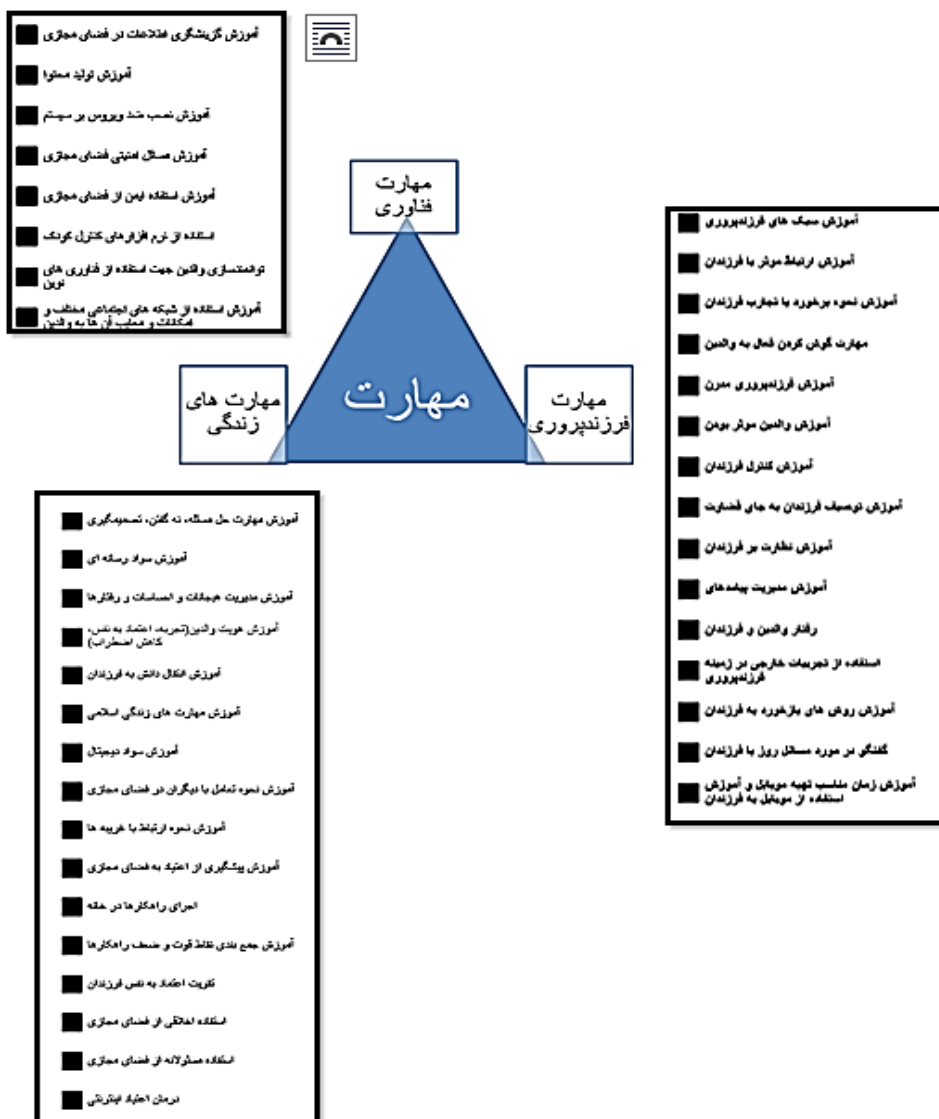 آموزش گزینشگری اطلاعات در فضای مجازی
آموزش تولید محتوا
آموزش نصب ضد ویروس بر سیستم
آموزش مسائل امنیتی فضای مجازی
آموزش استفاده ایمن از فضای مجازی
استفاده از نرم افزارهای کنترل کودک
توانمندسازی والدین جهت استفاده از فناوری های
نوین
آموزش استفاده از شبکه های اجتماعی مختلف و
امکانات و معایب آن ها به والدین
مهارت
فناوری
مهارت
مهارت
فرزندپروری
مهارت های
زندگی
آموزش سبک های فرزندپروری
آموزش ارتباط موثر با فرزندان
آموزش نحوه برخورد با تجارب فرزندان
مهارت گوش کردن فعال به والدین
آموزش فرزندپروری مدرن
آموزش والدین موثر بودن
آموزش کنترل فرزندان
آموزش توصیف فرزندان به جای قضاوت
آموزش نظارت بر فرزندان
آموزش مدیریت پیامدهای
رفتار والدین و فرزندان
استفاده از تجربیات خارجی در زمینه
فرزندپروری
آموزش روش های بازخورد به فرزندان
گفتگو در مورد مسائل روز با فرزندان
آموزش زمان مناسب تهیه موبایل و آموزش
استفاده از موبایل به فرزندان
آموزش مهارت حل مسئله، نه گفتن، تصمیمگیری
آموزش سواد رسانه ای
آموزش مدیریت هیجانات و احساسات و رفتارها
آموزش هویت والدین(تجربه، اعتماد به نفس،
کاهش اضطراب)
آموزش انتقال دانش به فرزندان
آموزش مهارت های زندگی اسلامی
آموزش سواد دیجیتال
آموزش نحوه تعامل با دیگران در فضای مجازی
آموزش نحوه ارتباط با غریبه ها
آموزش پیشگیری از اعتیاد به فضای مجازی
اجرای راهکارها در خانه
آموزش جمع بندی نقاط قوت و ضعف راهکارها
تقویت اعتماد به نفس فرزندان
استفاده اخلاقی از فضای مجازی
استفاده مسئولانه از فضای مجازی
درمان اعتیاد اینترنتی